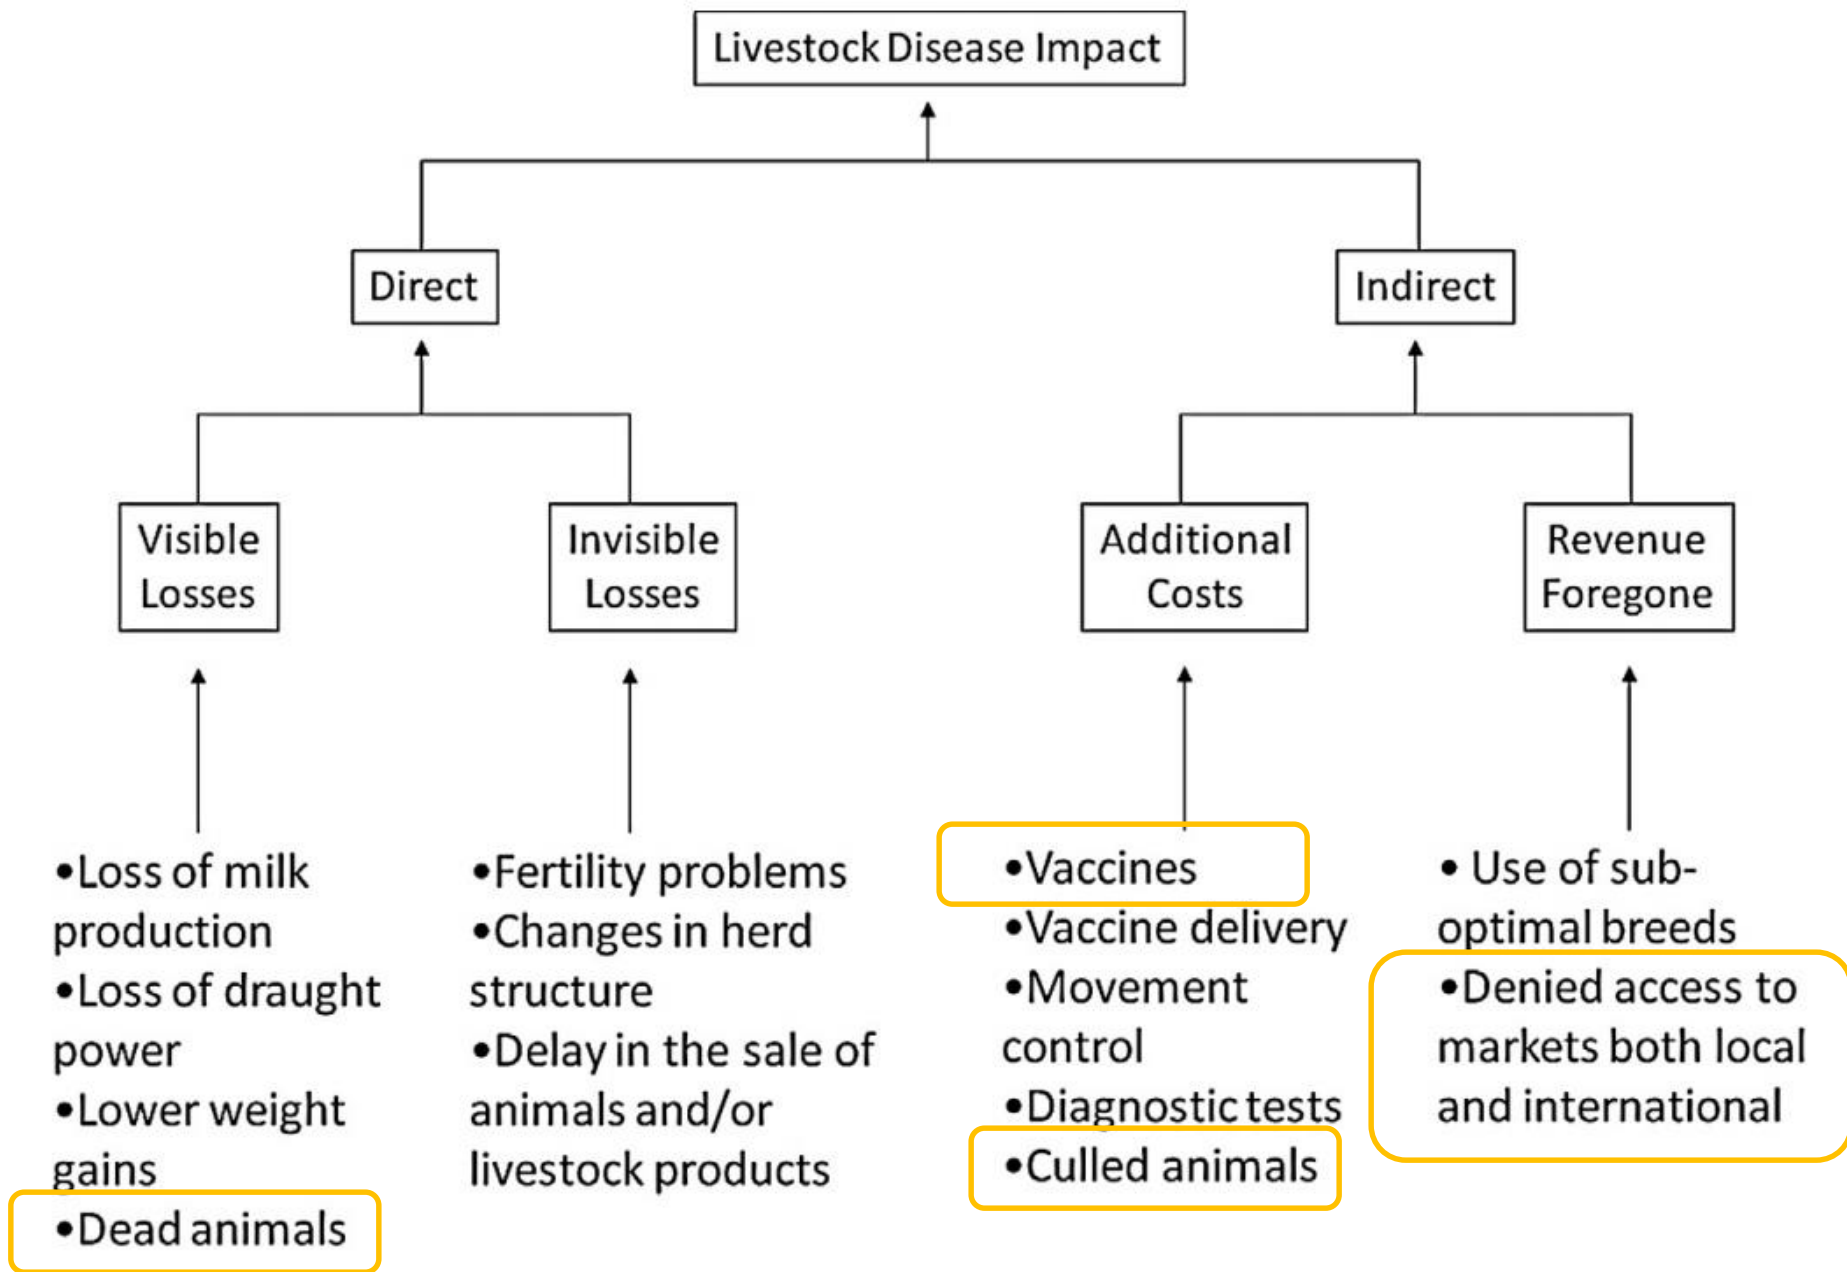 Livestock Disease Impact
Direct
Indirect
Visible
Losses
Invisible
Losses
Additional
Costs
Revenue
Foregone
•Loss of milk
production
•Loss of draught
power
•Lower weight
gains
•Dead animals
•Fertility problems
•Changes in herd
structure
•Delay in the sale of
animals and/or
livestock products
•Vaccines
•Vaccine delivery
•Movement
control
•Diagnostic tests
•Culled animals
• Use of sub-
optimal breeds
•Denied access to
markets both local
and international